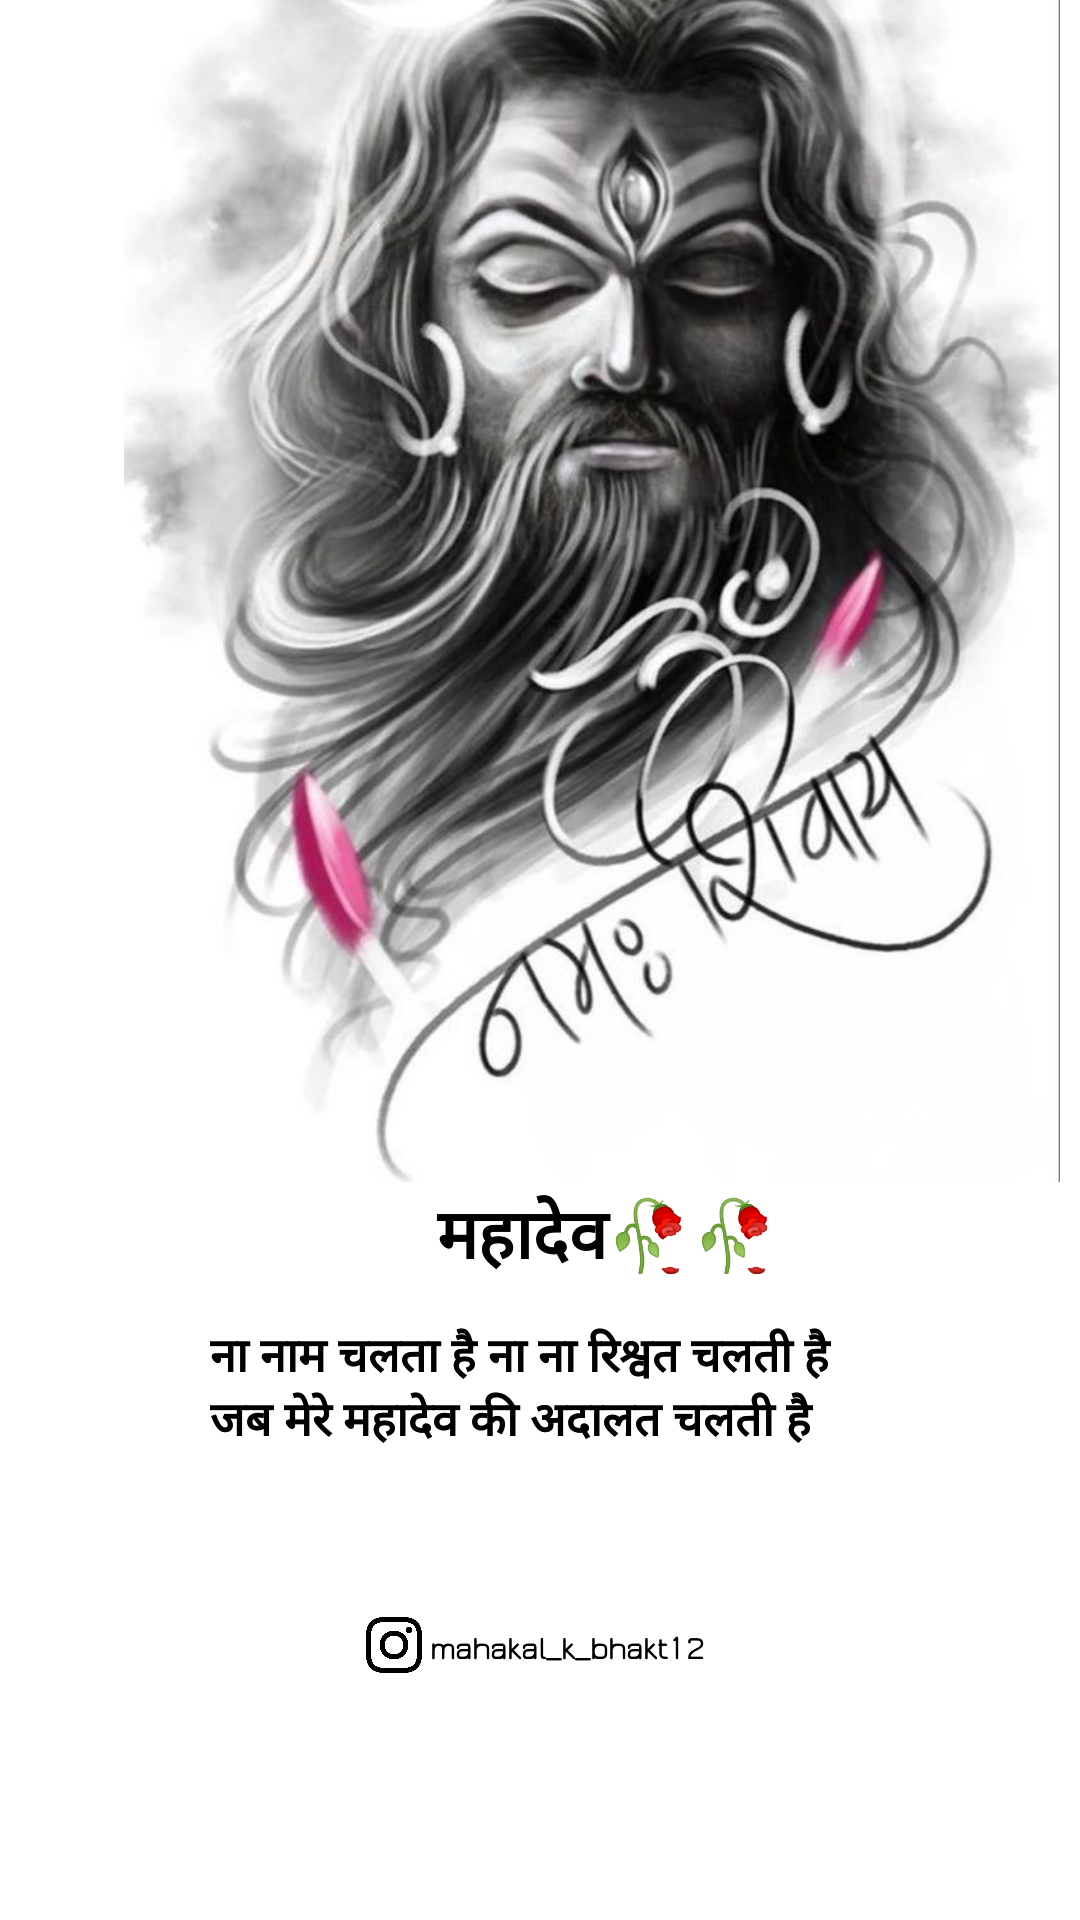 ॐ
नमः शिवाय
महादेव🥀🥀
ना नाम चलता है ना ना रिश्वत चलती है
जब मेरे महादेव की अदालत चलती है
mahakal_k_bhakt12